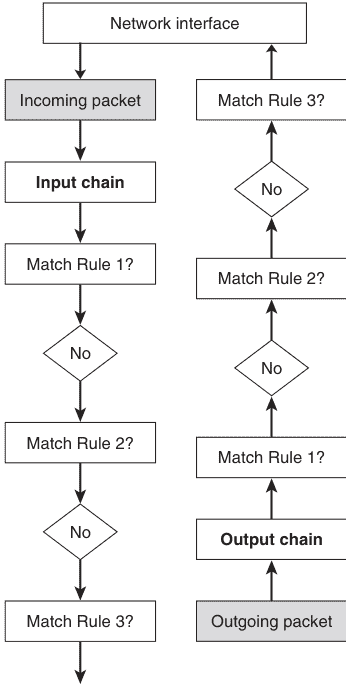 Network interface
Incoming packet
Input chain
Match Rule 1?
No
Match Rule 2?
No
Match Rule 3?
Match Rule 3?
No
Match Rule 2?
No
Match Rule 1?
Output chain
Outgoing packet